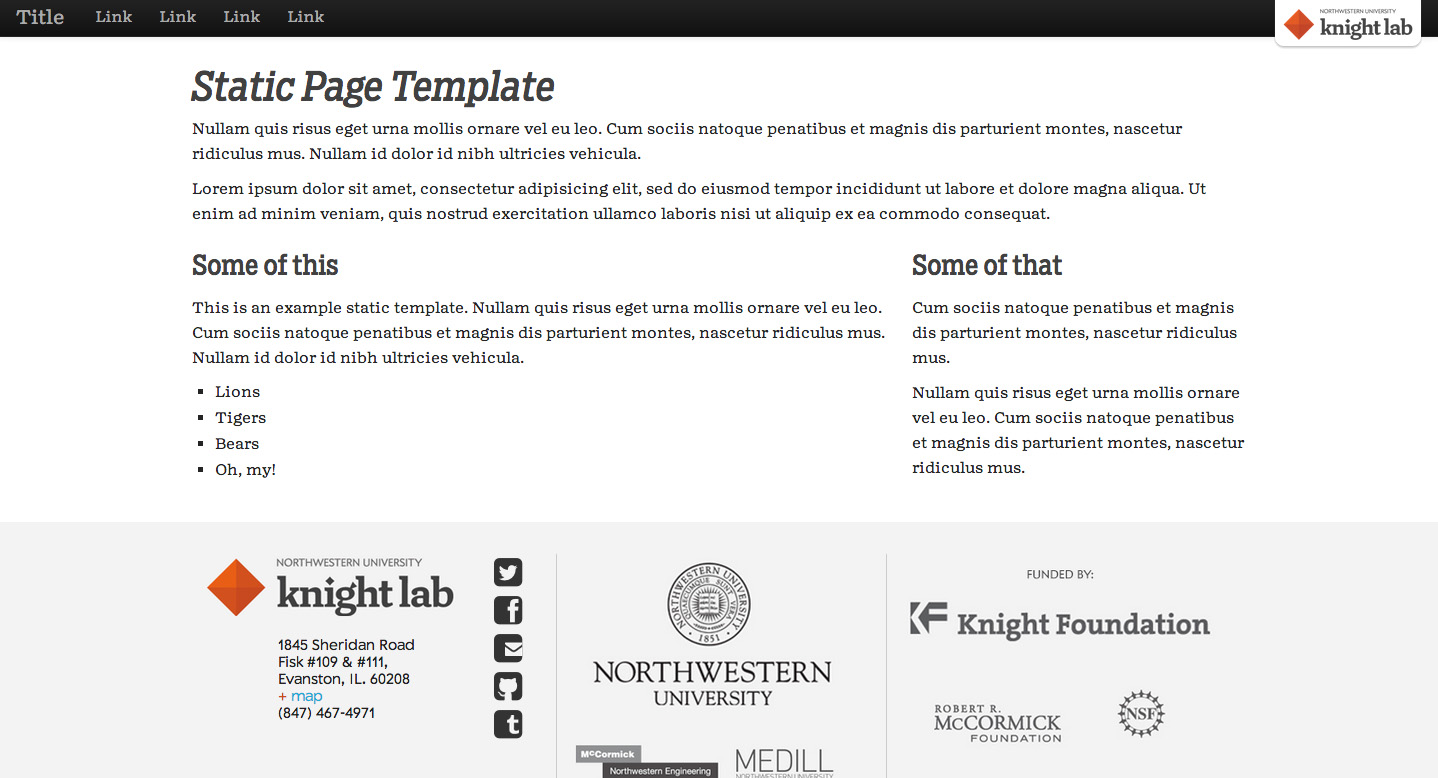 Title Link Link Link Link
NORTHWESTERN UNIVERSITY
knight lab
Static Page Template
Nullam quis risus eget urna mollis ornare vel eu leo. Cum sociis natoque penatibus et magnis dis parturient montes, nascetur
ridiculus mus. Nullam id dolor id nibh ultricies vehicula.
Lorem ipsum dolor sit amet, consectetur adipisicing elit, sed do eiusmod tempor incididunt ut labore et dolore magna aliqua. Ut
enim ad minim veniam, quis nostrud exercitation ullamco laboris nisi ut aliquip ex ea commodo consequat.
Some of this
This is an example static template. Nullam quis risus eget urna mollis ornare vel eu leo.
Cum sociis natoque penatibus et magnis dis parturient montes, nascetur ridiculus mus.
Nullam id dolor id nibh ultricies vehicula.
Lions
Tigers
Bears
Oh, my!
Some of that
Cum sociis natoque penatibus et magnis
dis parturient montes, nascetur ridiculus
mus.
Nullam quis risus eget urna mollis ornare
vel eu leo. Cum sociis natoque penatibus
et magnis dis parturient montes, nascetur
ridiculus mus.
NORTHWESTERN UNIVERSITY
knight lab
1845 Sheridan Road
Fisk #109 & #111,
Evanston, IL. 60208
+ map
(847) 467-4971
NORTHWESTERN UNIVERSITY
QUAECUMQUE SUNT VERA
1851
NORTHWESTERN
UNIVERSITY
McCormick
Northwestern Engineering
MEDILL
NORTHWESTERN UNIVERSITY
FUNDED BY:
Knight Foundation
ROBERT R.
McCORMICK
FOUNDATION
NSF